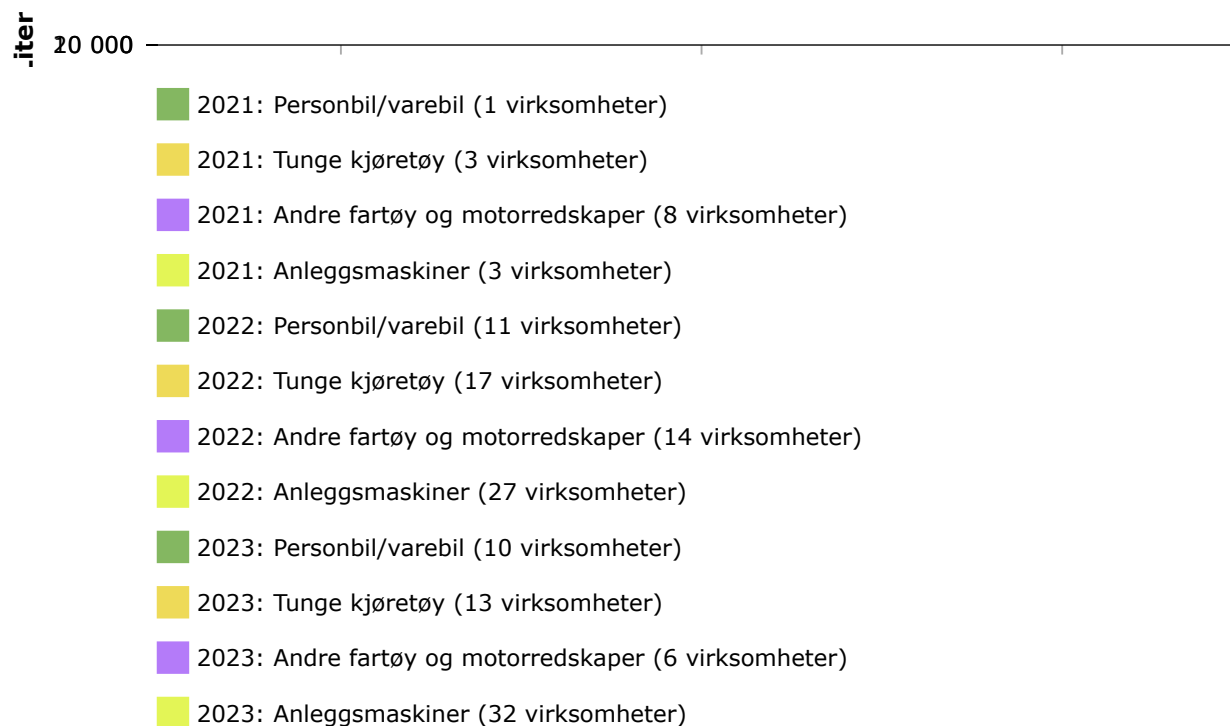 .iter
2021: Personbil/varebil (1 virksomheter)
2021: Tunge kjøretøy (3 virksomheter)
2021: Andre fartøy og motorredskaper (8 virksomheter)
2021: Anleggsmaskiner (3 virksomheter)
2022: Personbil/varebil (11 virksomheter)
2022: Tunge kjøretøy (17 virksomheter)
2022: Andre fartøy og motorredskaper (14 virksomheter)
2022: Anleggsmaskiner (27 virksomheter)
2023: Personbil/varebil (10 virksomheter)
2023: Tunge kjøretøy (13 virksomheter)
2023: Andre fartøy og motorredskaper (6 virksomheter)
2023: Anleggsmaskiner (32 virksomheter)